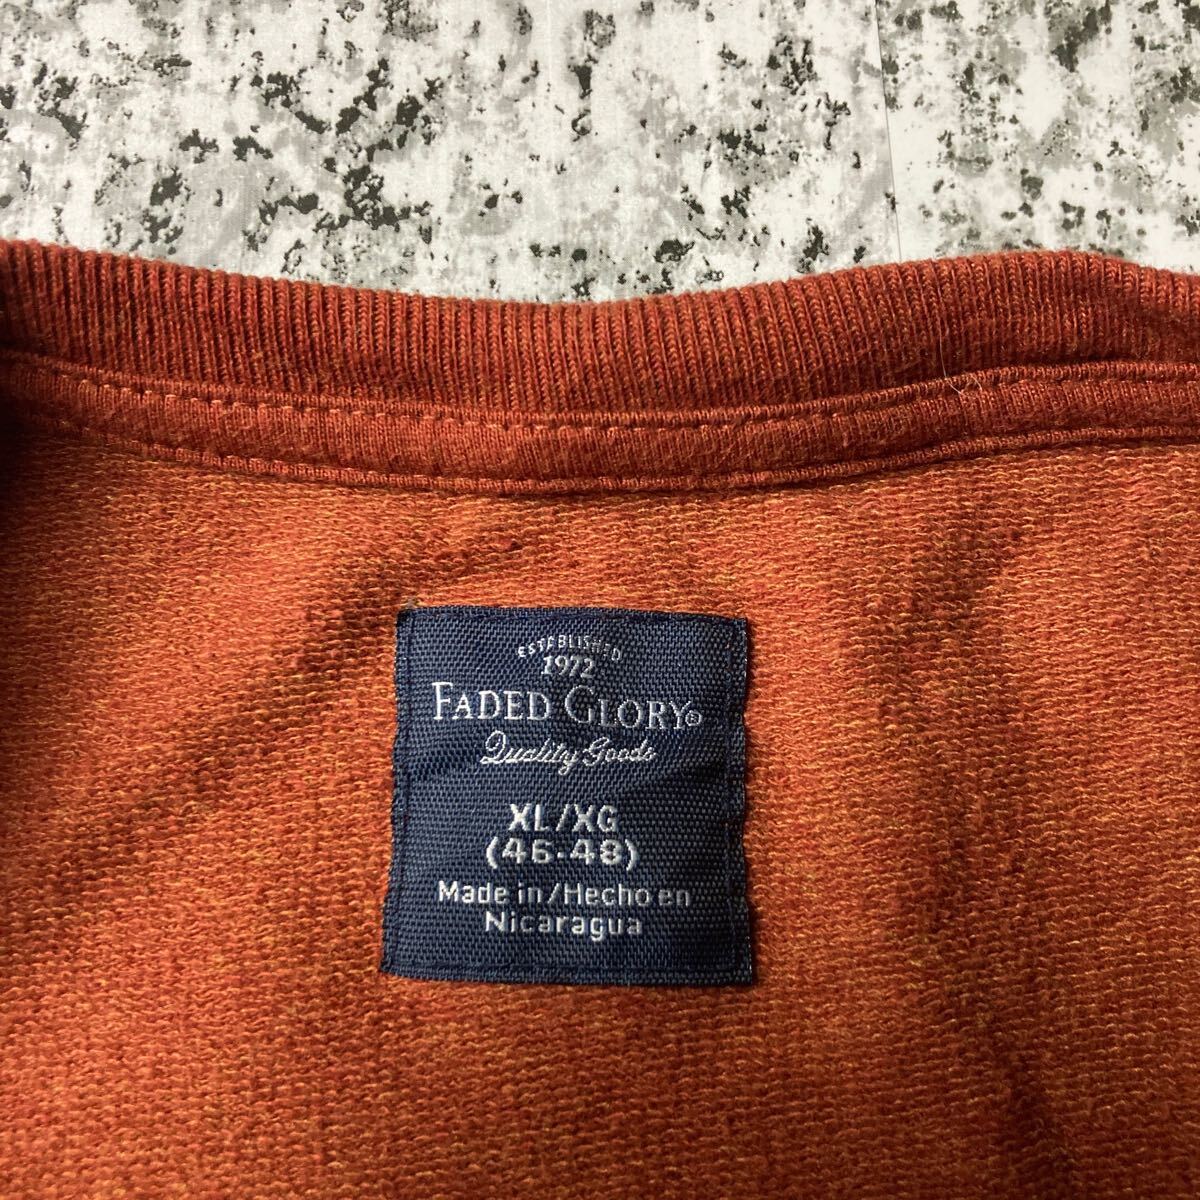 ESTABLISHED
1972
FADED GLORY®
Quality Goods
XL/XG
(46-48)
Made in/Hecho en
Nicaragua